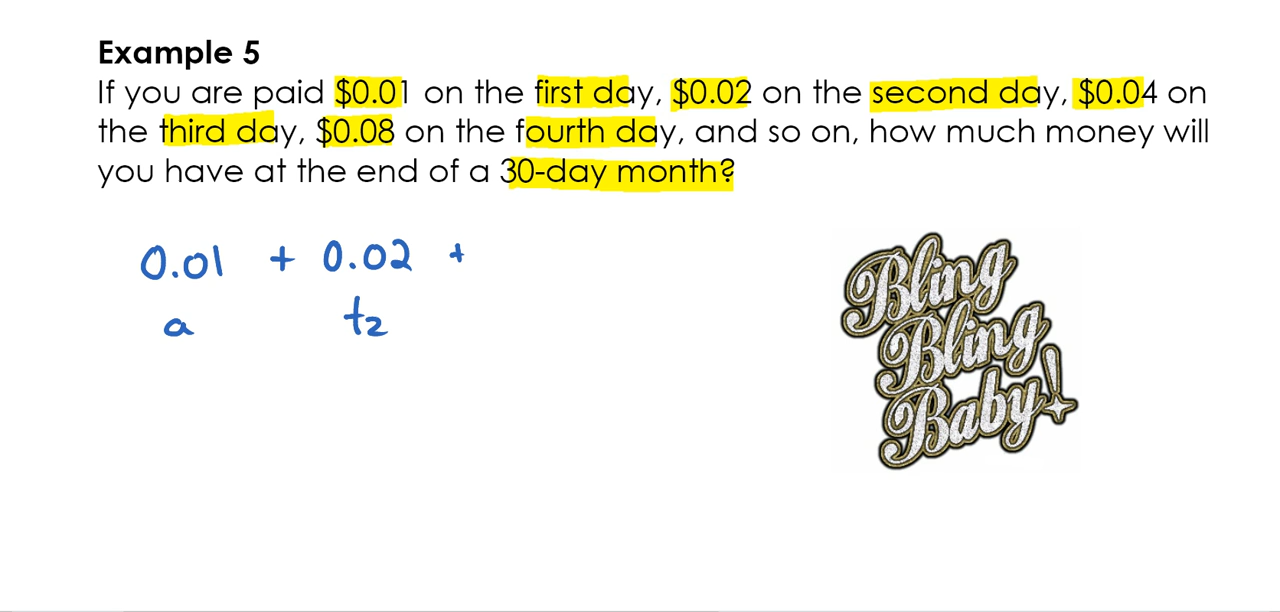 Example 5
If you are paid $0.01 on the first day, $0.02 on the second day, $0.04 on
the third day, $0.08 on the fourth day, and so on, how much money will
you have at the end of a 30-day month?
0.01 + 0.02 +
a t2
Bling
Bling
Baby!